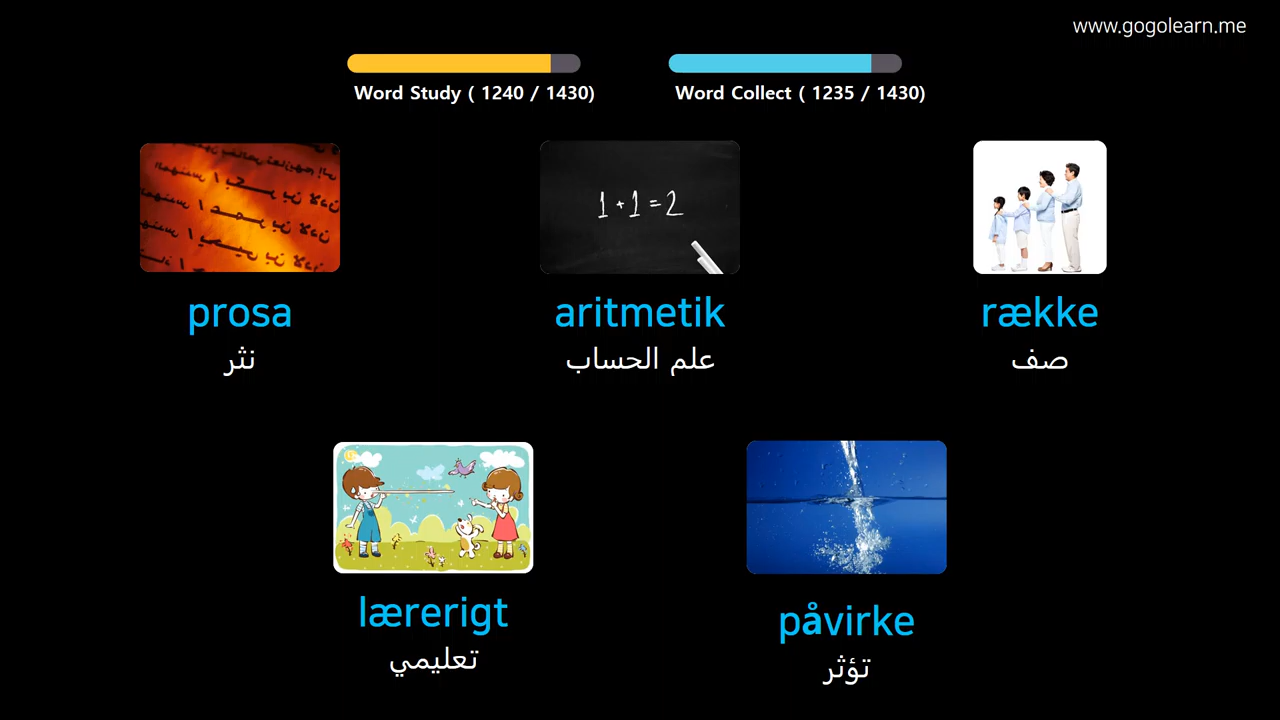 www.gogolearn.me
Word Study ( 1240 / 1430)
Word Collect ( 1235 / 1430)
1 + 1 = 2
prosa
نثر
aritmetik
علم الحساب
række
صف
lærerigt
تعليمي
påvirke
تؤثر